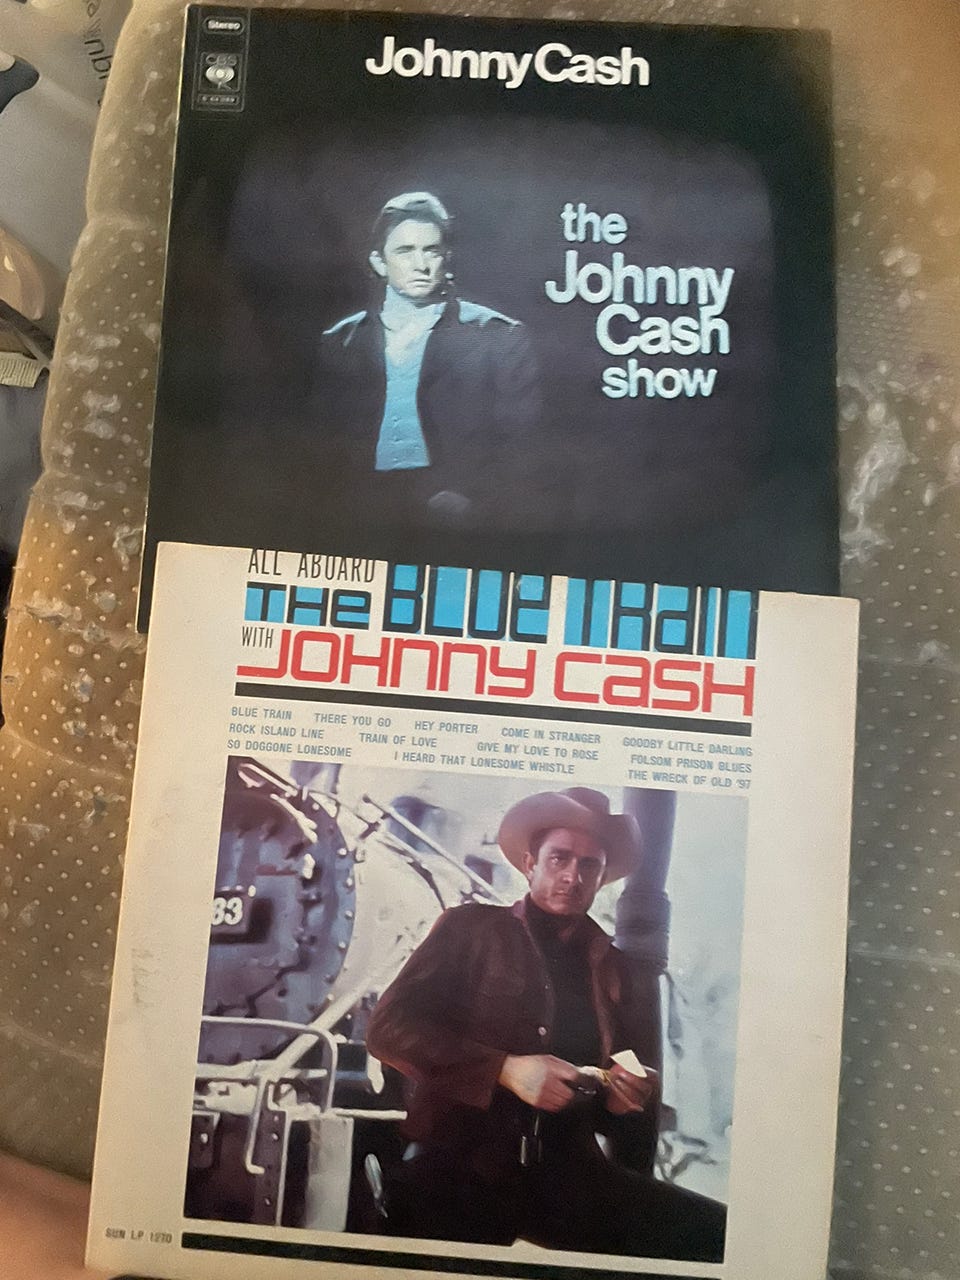 Stereo
CBS
Johnny Cash
the
Johnny
Cash
show
ALL ABOARD
THE BLUE TRAIN
WITH JOHNNY CASH
BLUE TRAIN THERE YOU GO HEY PORTER COME IN STRANGER GOODBY LITTLE DARLING
ROCK ISLAND LINE TRAIN OF LOVE GIVE MY LOVE TO ROSE FOLSOM PRISON BLUES
SO DOGGONE LONESOME I HEARD THAT LONESOME WHISTLE THE WRECK OF OLD '97
33
SUN LP 1270